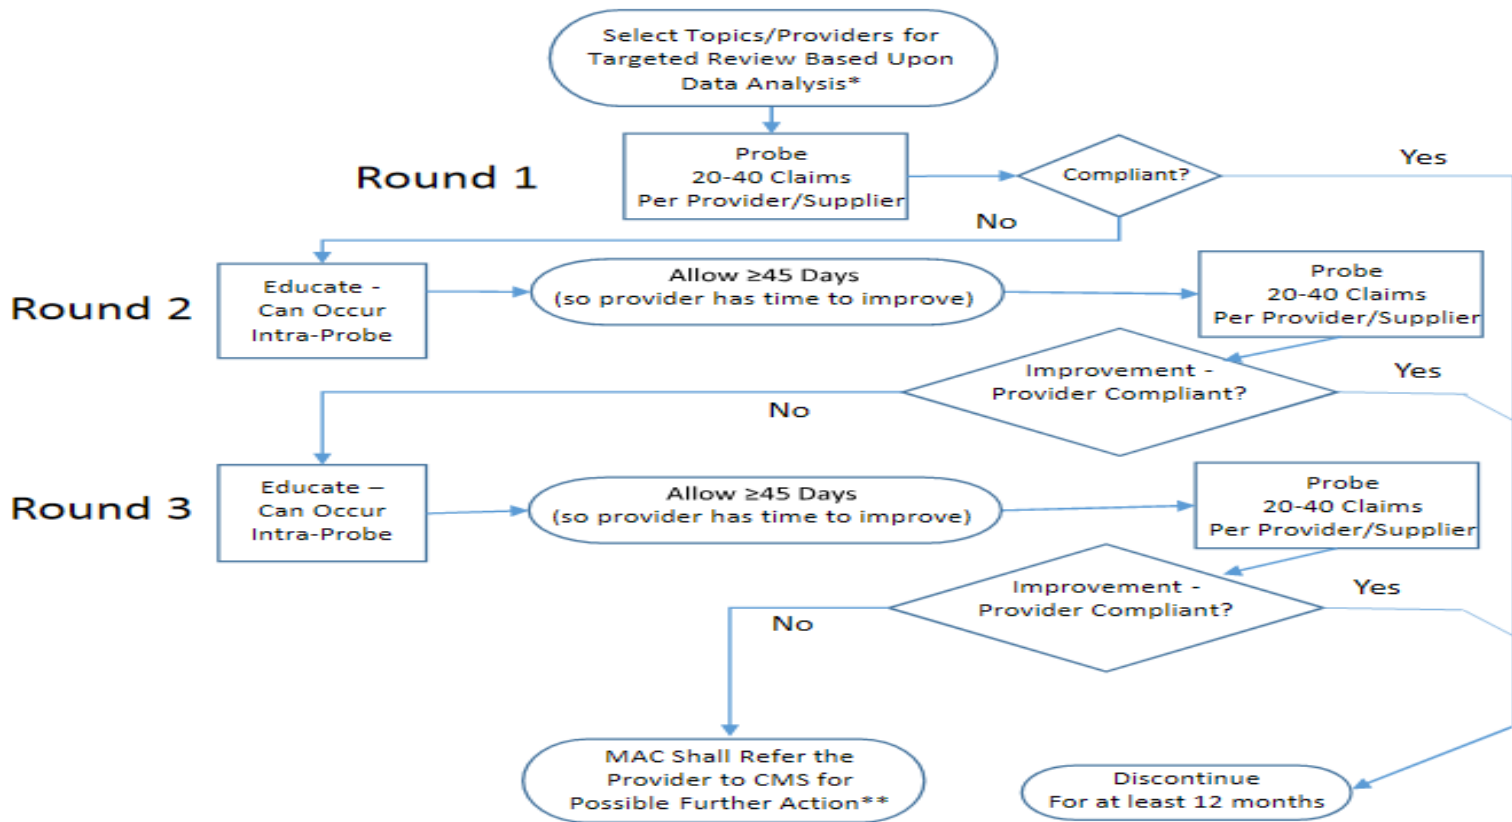 Select Topics/Providers for
Targeted Review Based Upon
Data Analysis*
Round 1
Probe
20-40 Claims
Per Provider/Supplier
Compliant?
Yes
No
Round 2
Educate -
Can Occur
Intra-Probe
Allow ≥45 Days
(so provider has time to improve)
Probe
20-40 Claims
Per Provider/Supplier
Improvement -
Provider Compliant?
Yes
No
Round 3
Educate –
Can Occur
Intra-Probe
Allow ≥45 Days
(so provider has time to improve)
Probe
20-40 Claims
Per Provider/Supplier
Improvement -
Provider Compliant?
Yes
No
MAC Shall Refer the
Provider to CMS for
Possible Further Action**
Discontinue
For at least 12 months